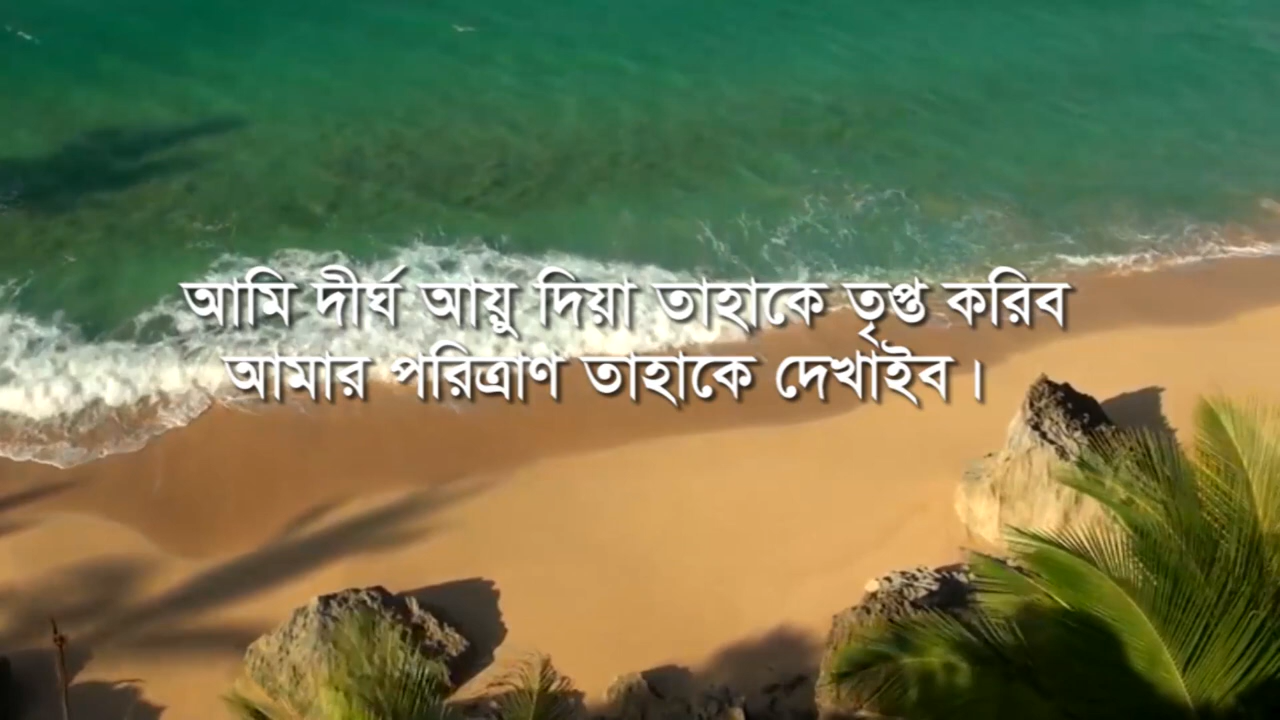 আমি দীর্ঘ আয়ু দিয়া তাহাকে তৃপ্ত করিব
আমার পরিত্রাণ তাহাকে দেখাইব।